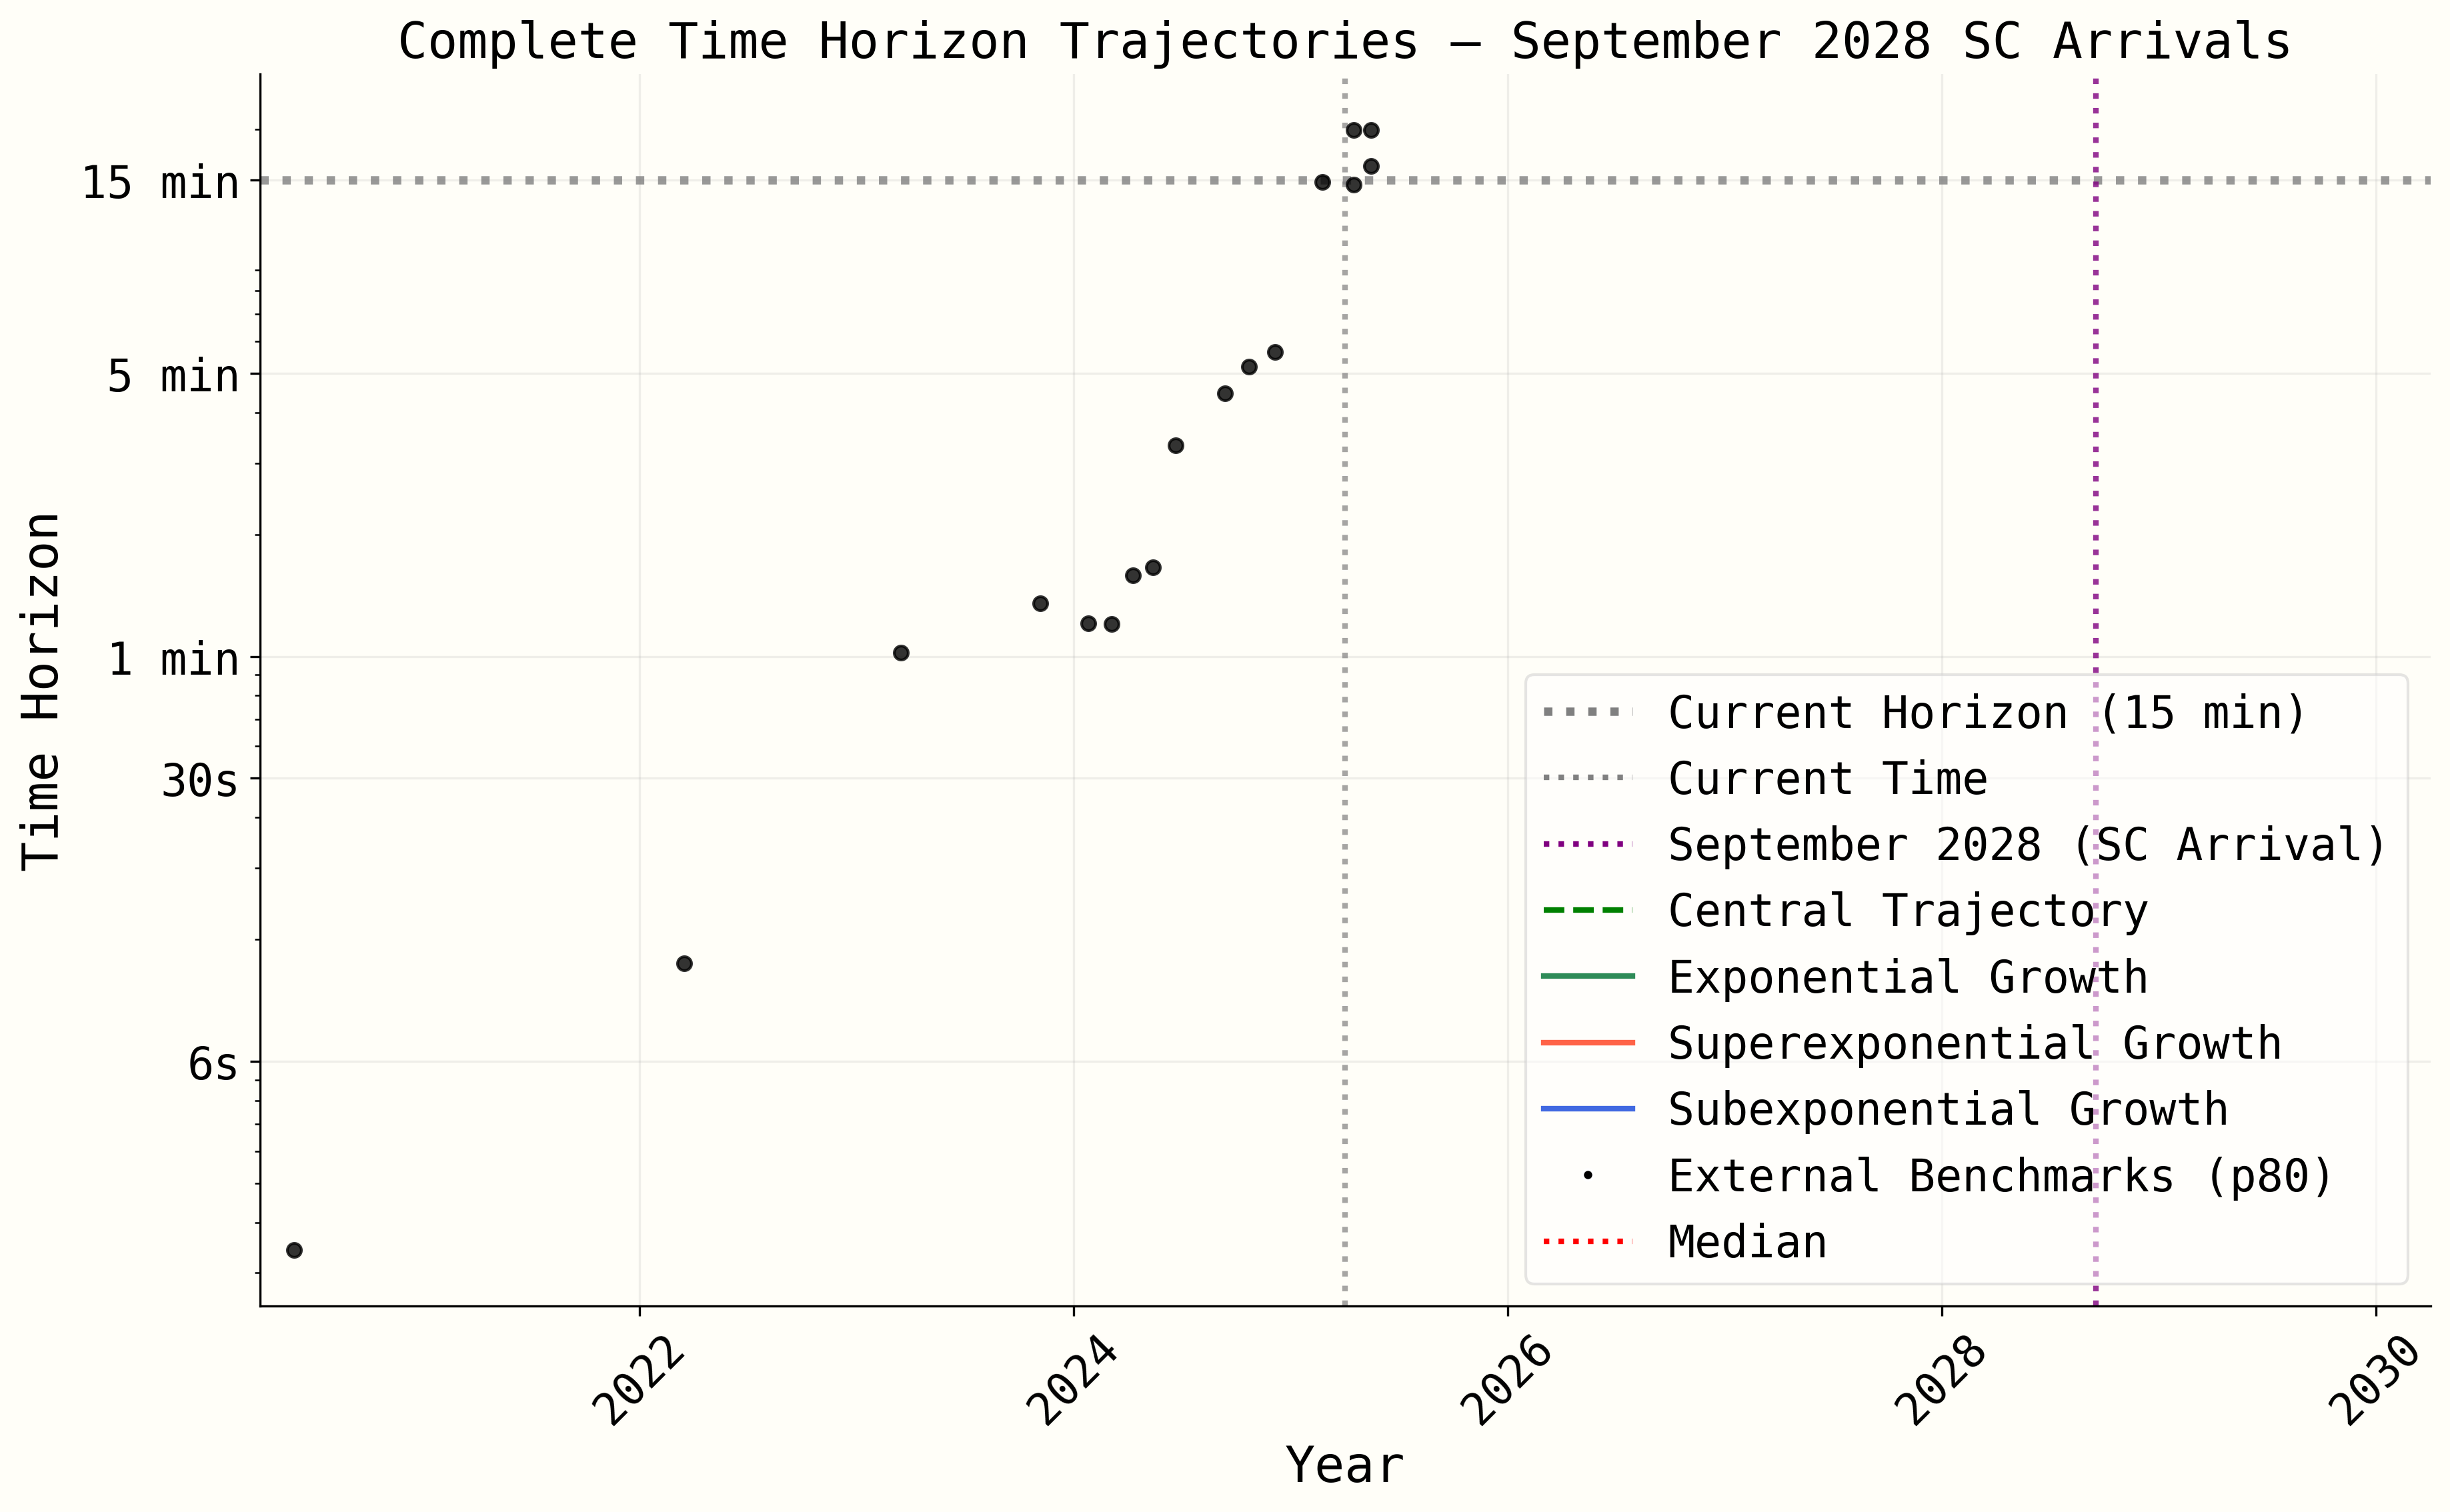 Complete Time Horizon Trajectories – September 2028 SC Arrivals
Time Horizon
15 min
5 min
1 min
30s
6s
Current Horizon (15 min)
Current Time
September 2028 (SC Arrival)
Central Trajectory
Exponential Growth
Superexponential Growth
Subexponential Growth
External Benchmarks (p80)
Median
2022
2024
2026
2028
2030
Year